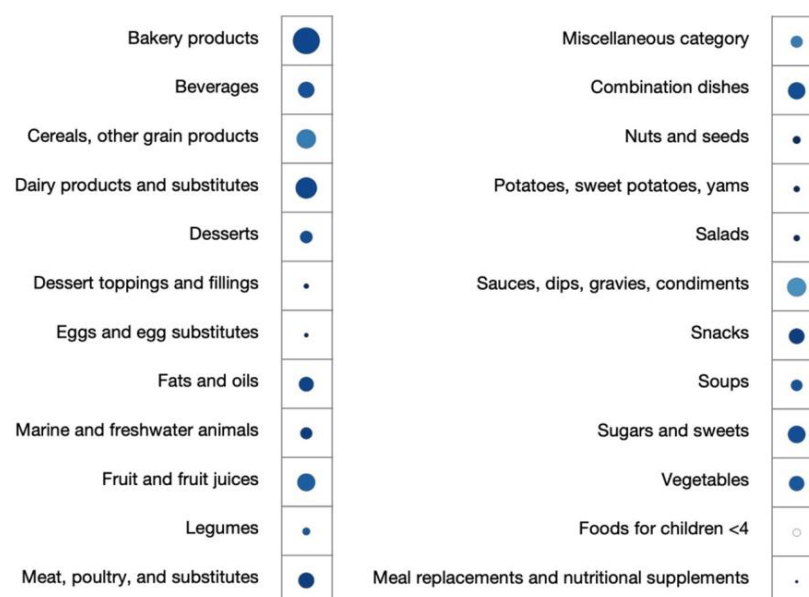 Bakery products
Beverages
Cereals, other grain products
Dairy products and substitutes
Desserts
Dessert toppings and fillings
Eggs and egg substitutes
Fats and oils
Marine and freshwater animals
Fruit and fruit juices
Legumes
Meat, poultry, and substitutes
Miscellaneous category
Combination dishes
Nuts and seeds
Potatoes, sweet potatoes, yams
Salads
Sauces, dips, gravies, condiments
Snacks
Soups
Sugars and sweets
Vegetables
Foods for children <4
Meal replacements and nutritional supplements